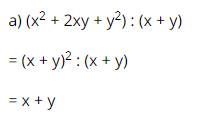 a) (x² + 2xy + y²) : (x + y)
= (x + y)² : (x + y)
= x + y